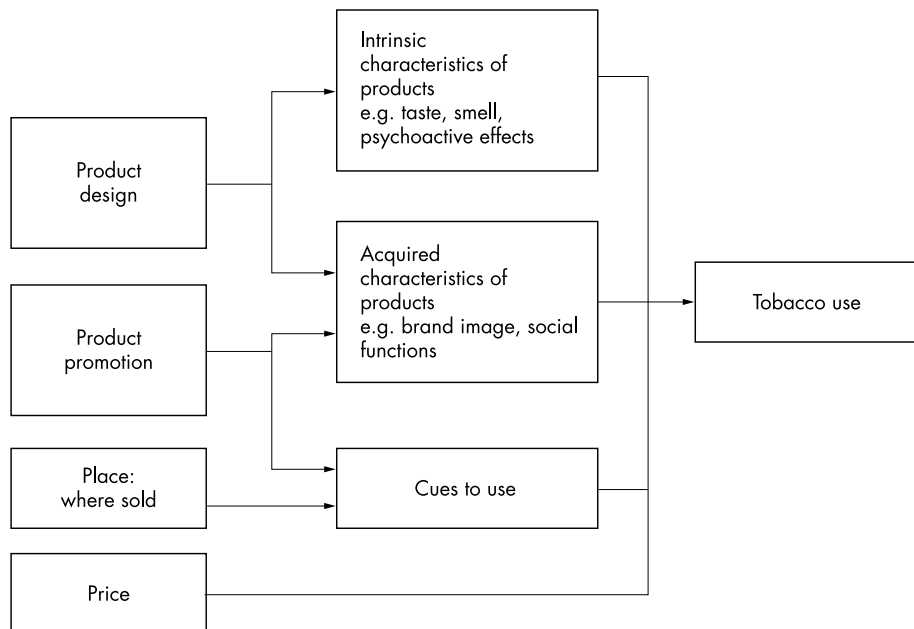 Intrinsic
characteristics of
products
e.g. taste, smell,
psychoactive effects
Product
design
Acquired
characteristics of
products
e.g. brand image, social
functions
Tobacco use
Product
promotion
Place:
where sold
Cues to use
Price